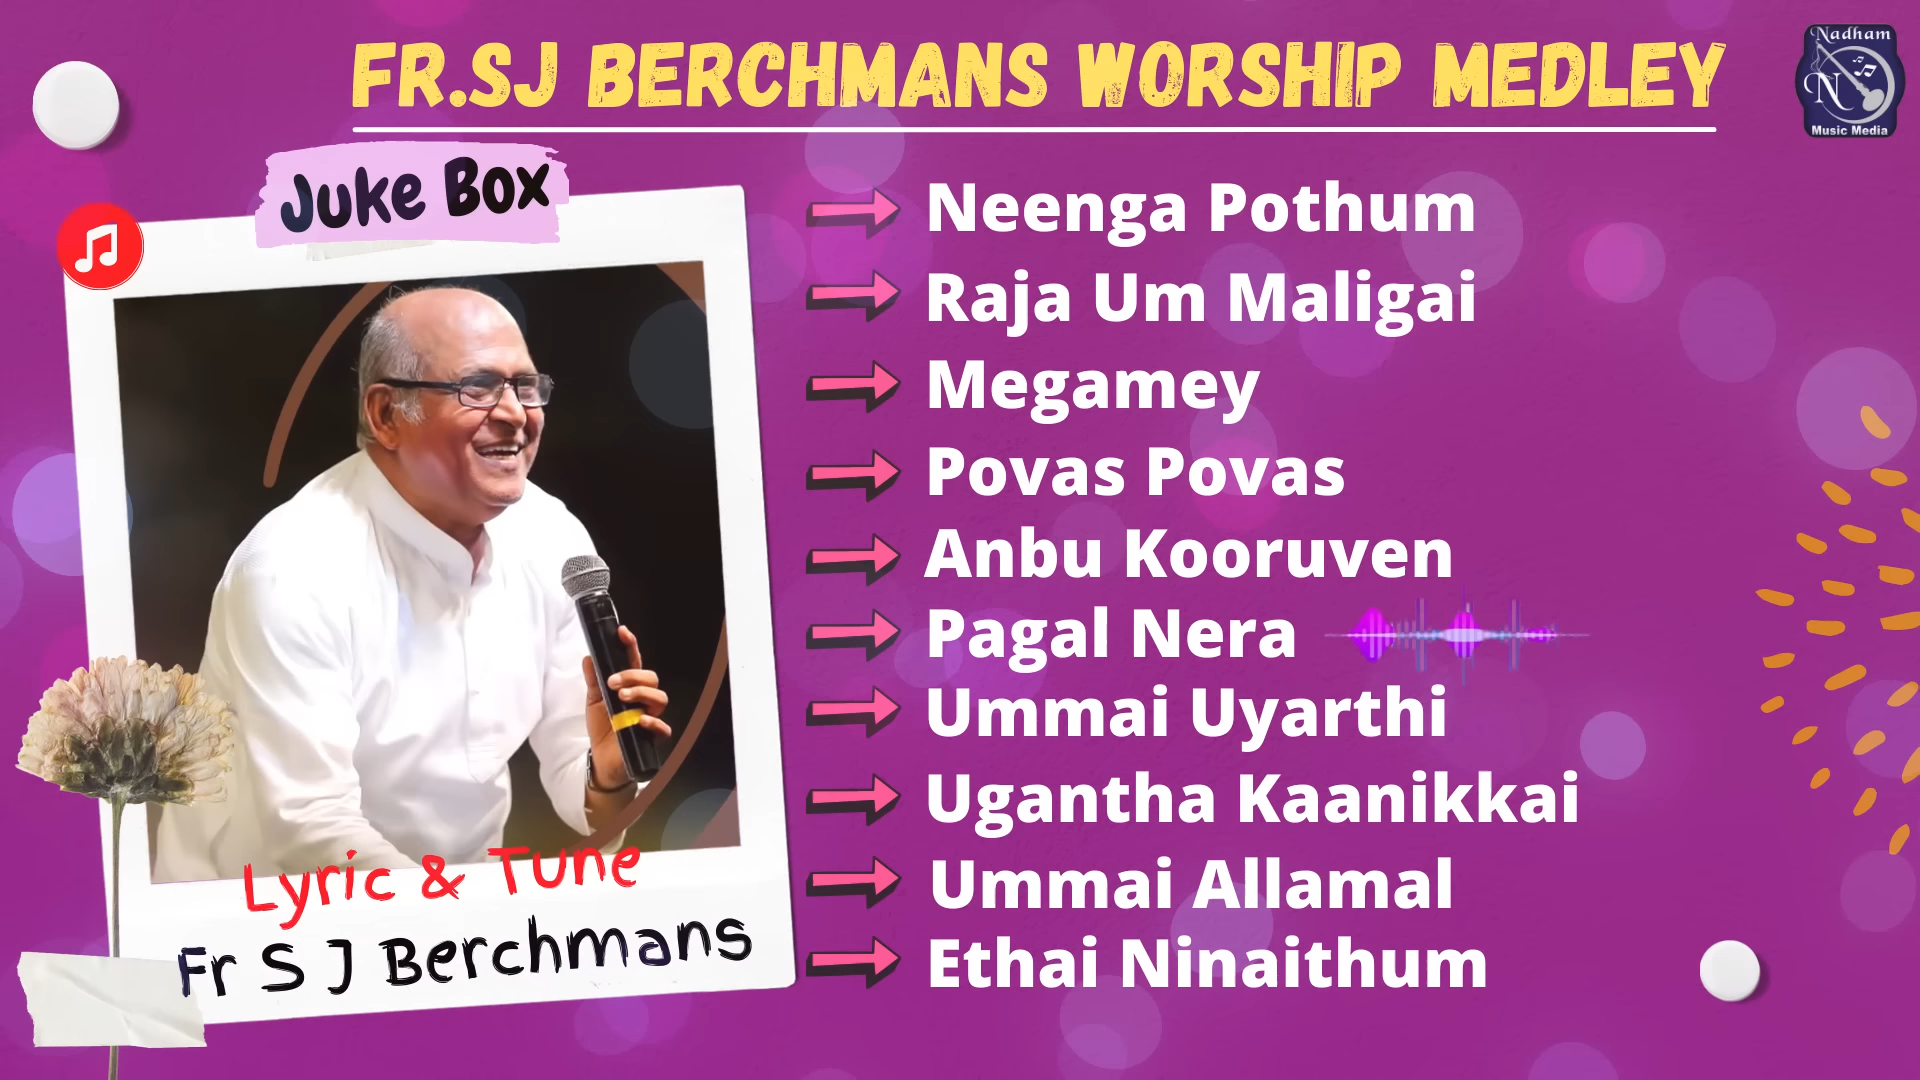 FR.SJ BERCHMANS WORSHIP MEDLEY
Nadham
N
Music Media
Juke Box
Neenga Pothum
Raja Um Maligai
Megamey
Povas Povas
Anbu Kooruven
Pagal Nera
Ummai Uyarthi
Ugantha Kaanikkai
Ummai Allamal
Ethai Ninaithum
Lyric & Tune
Fr S J Berchmans